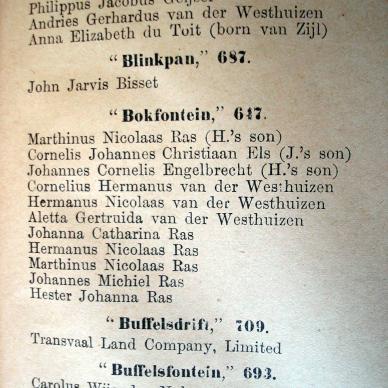 Philippus Jacobus
Andries Gerhardus van der Westhuizen
Anna Elizabeth du Toit (born van Zijl)
"Blinkpan," 687.
John Jarvis Bisset
"Bokfontein," 647.
Marthinus Nicolaas Ras (H.'s son)
Cornelis Johannes Christiaan Els (J.'s son)
Johannes Cornelis Engelbrecht (H.'s son)
Cornelius Hermanus van der Westhuizen
Hermanus Nicolaas van der Westhuizen
Aletta Gertruida van der Westhuizen
Johanna Catharina Ras
Hermanus Nicolaas Ras
Marthinus Nicolaas Ras
Johannes Michiel Ras
Hester Johanna Ras
"Buffelsdrift," 709.
Transvaal Land Company, Limited
"Buffelsfontein," 693.
Carolus